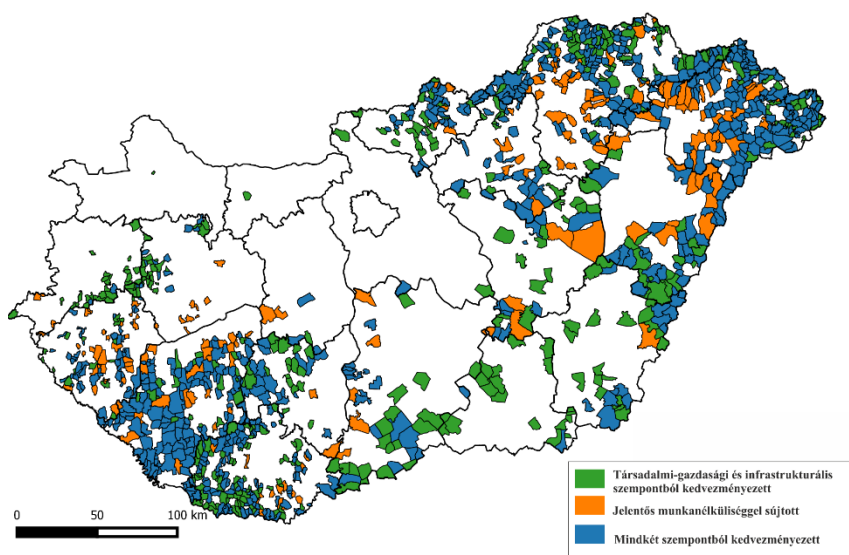 Társadalmi-gazdasági és infrastrukturális
szempontból kedvezményezett
Jelentős munkanélküliséggel sújtott
Mindkét szempontból kedvezményezett
0 50 100 km